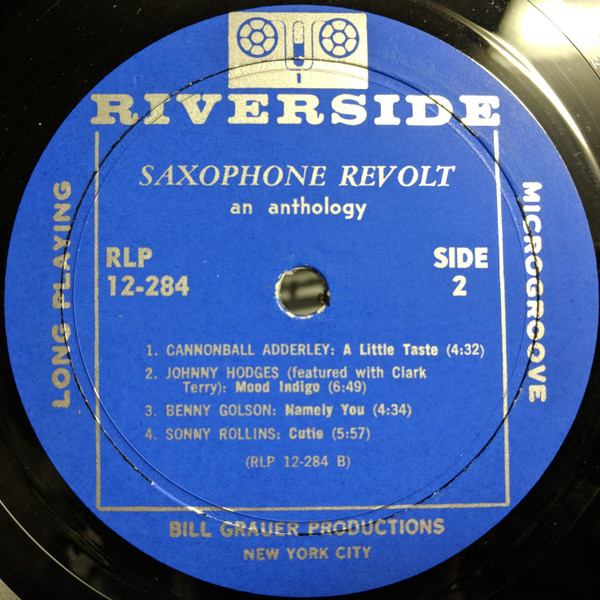 RIVERSIDE
SAXOPHONE REVOLT
an anthology
LONG PLAYING
MICROGROOVE
RLP
12-284
SIDE
2
1. CANNONBALL ADDERLEY: A Little Taste (4:32)
2. JOHNNY HODGES (featured with Clark
Terry): Mood Indigo (6:49)
3. BENNY GOLSON: Namely You (4:34)
4. SONNY ROLLINS: Cutie (5:57)
(RLP 12-284 B)
BILL GRAUER PRODUCTIONS
NEW YORK CITY